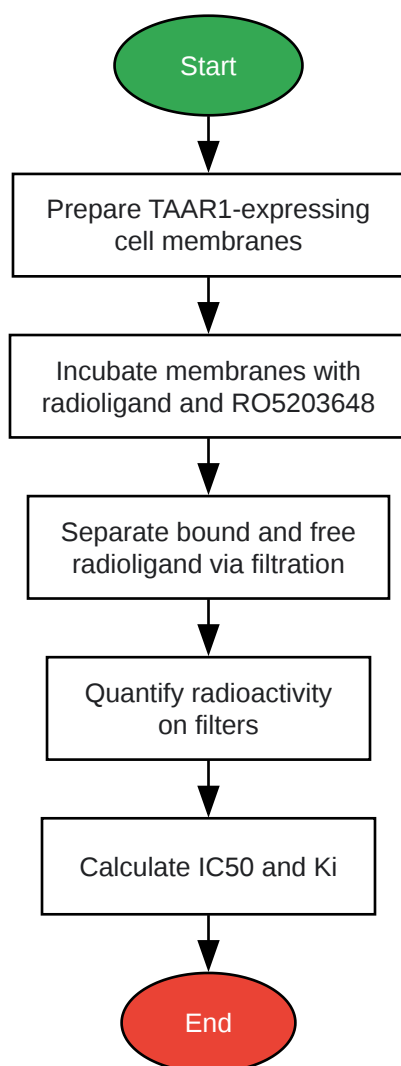 Start
Prepare TAAR1-expressing
cell membranes
Incubate membranes with
radioligand and RO5203648
Separate bound and free
radioligand via filtration
Quantify radioactivity
on filters
Calculate IC50 and Ki
End